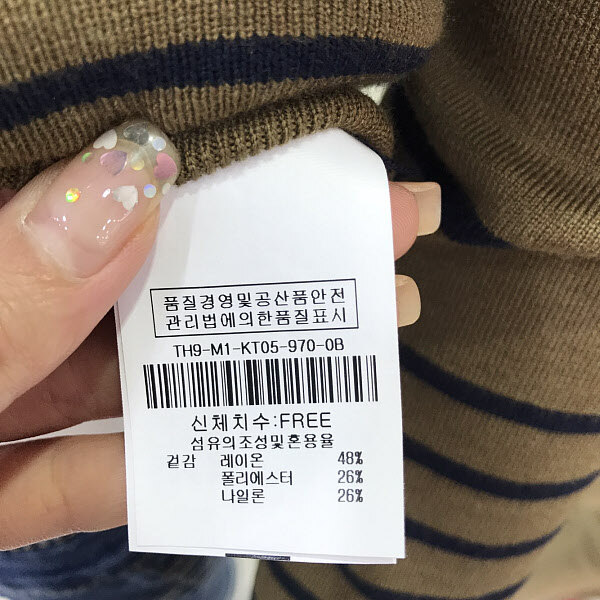 품질경영및공산품안전
관리법에의한품질표시
TH9-M1-KT05-970-0B
신체치수:FREE
섬유의조성및혼용율
겉감 레이온 48%
폴리에스터 26%
나일론 26%